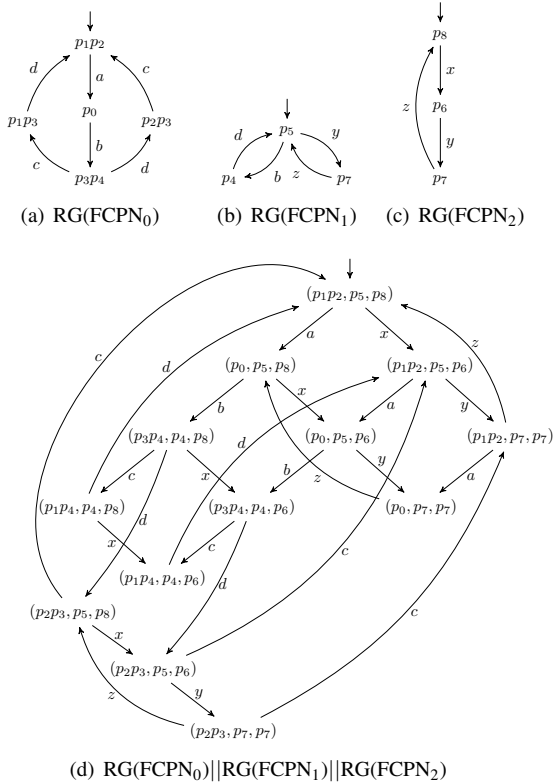 p₁p₂
d
a
c
p₁p₃
p₀
p₂p₃
b
c
d
p₃p₄
(a) RG(FCPN₀)
d
p₅
y
p₄
b
z
p₇
(b) RG(FCPN₁)
p₈
x
z
p₆
y
p₇
(c) RG(FCPN₂)
(p₁p₂, p₅, p₈)
c
a
x
z
d
(p₀, p₅, p₈)
(p₁p₂, p₅, p₆)
b
x
a
y
d
(p₃p₄, p₄, p₈)
(p₀, p₅, p₆)
(p₁p₂, p₇, p₇)
c
x
b
z
y
a
(p₁p₄, p₄, p₈)
(p₃p₄, p₄, p₆)
(p₀, p₇, p₇)
d
x
c
c
(p₁p₄, p₄, p₆)
d
(p₂p₃, p₅, p₈)
c
x
(p₂p₃, p₅, p₆)
z
y
(p₂p₃, p₇, p₇)
(d) RG(FCPN₀)||RG(FCPN₁)||RG(FCPN₂)